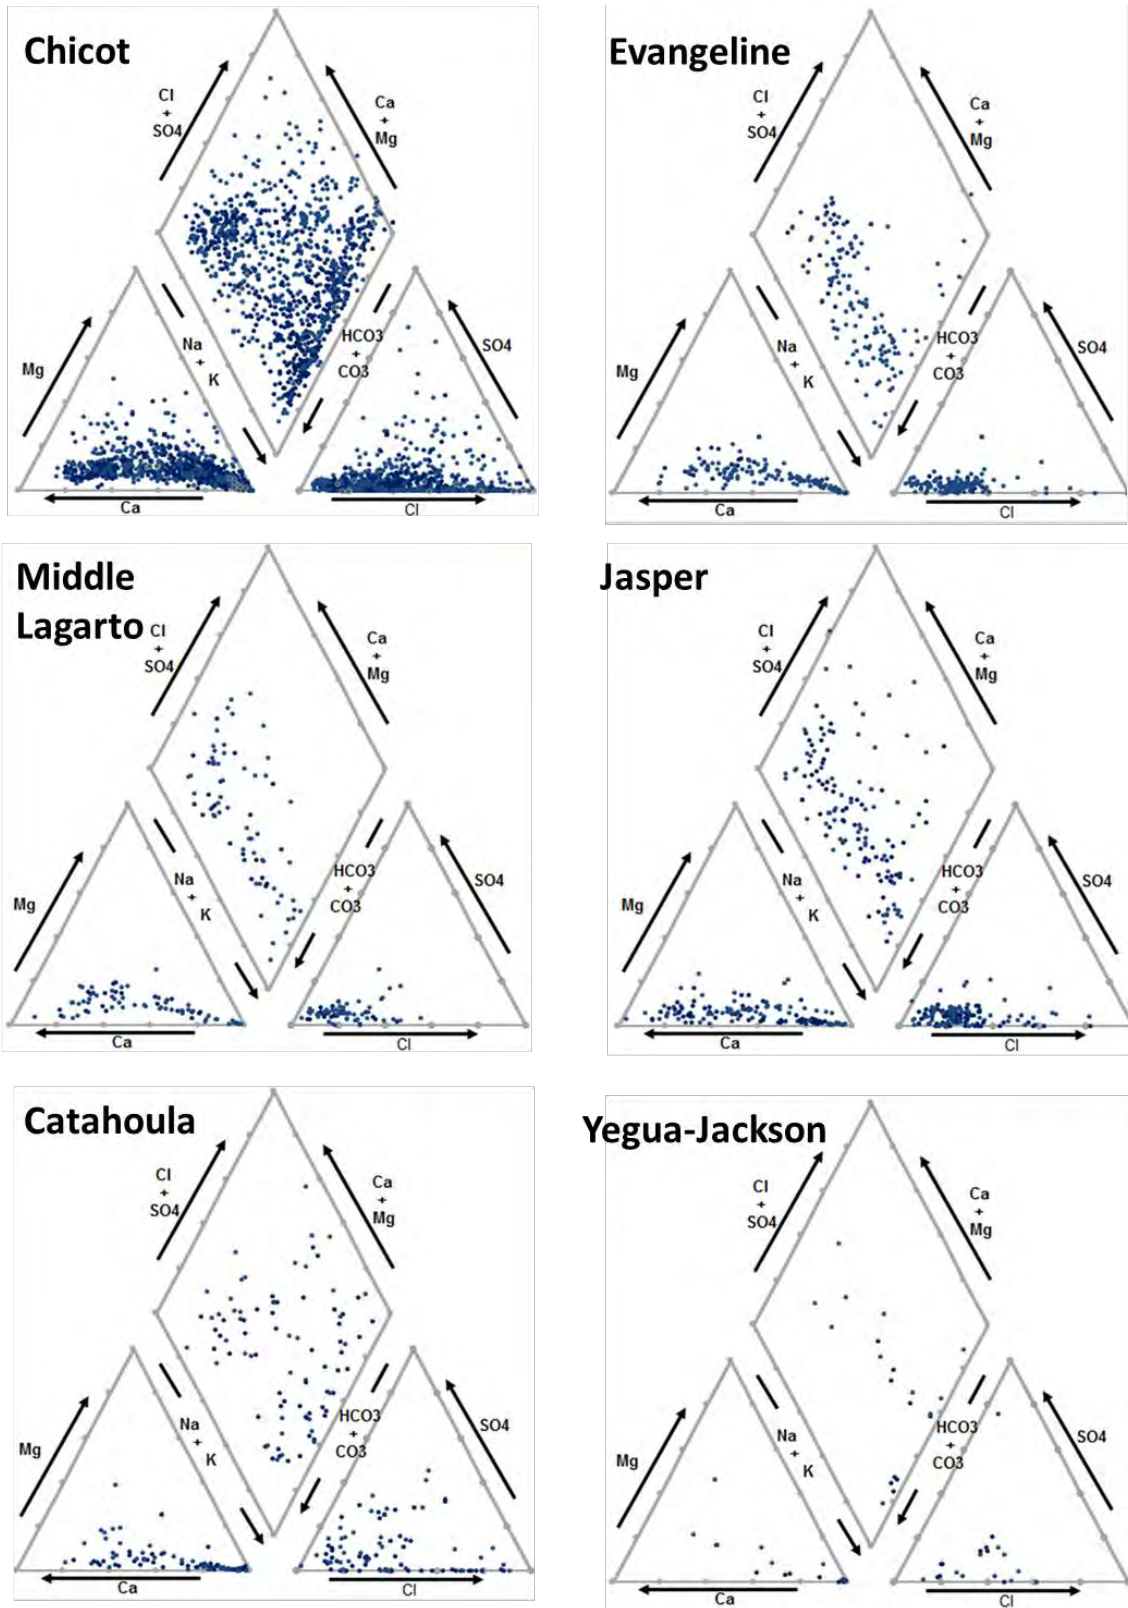 Chicot
Cl
+
SO4
Ca
+
Mg
Mg
Na
+
K
HCO3
+
CO3
SO4
Ca
Cl
Evangeline
Cl
+
SO4
Ca
+
Mg
Mg
Na
+
K
HCO3
+
CO3
SO4
Ca
Cl
Middle
Lagarto
Cl
+
SO4
Ca
+
Mg
Mg
Na
+
K
HCO3
+
CO3
SO4
Ca
Cl
Jasper
Cl
+
SO4
Ca
+
Mg
Mg
Na
+
K
HCO3
+
CO3
SO4
Ca
Cl
Catahoula
Cl
+
SO4
Ca
+
Mg
Mg
Na
+
K
HCO3
+
CO3
SO4
Ca
Cl
Yegua-Jackson
Cl
+
SO4
Ca
+
Mg
Mg
Na
+
K
HCO3
+
CO3
SO4
Ca
Cl